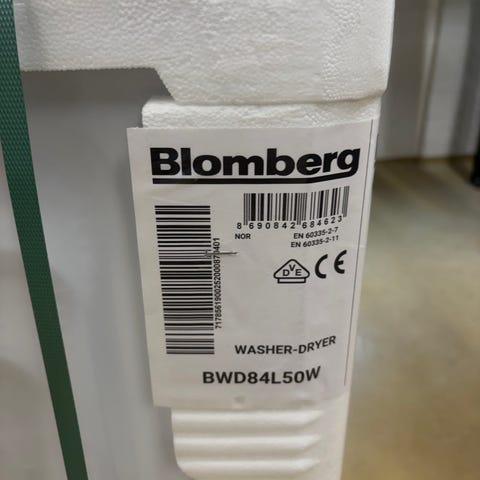 Blomberg
8 690842 684623
NOR
EN 60335-2-7
EN 60335-2-11
VDE
CE
WASHER-DRYER
BWD84L50W